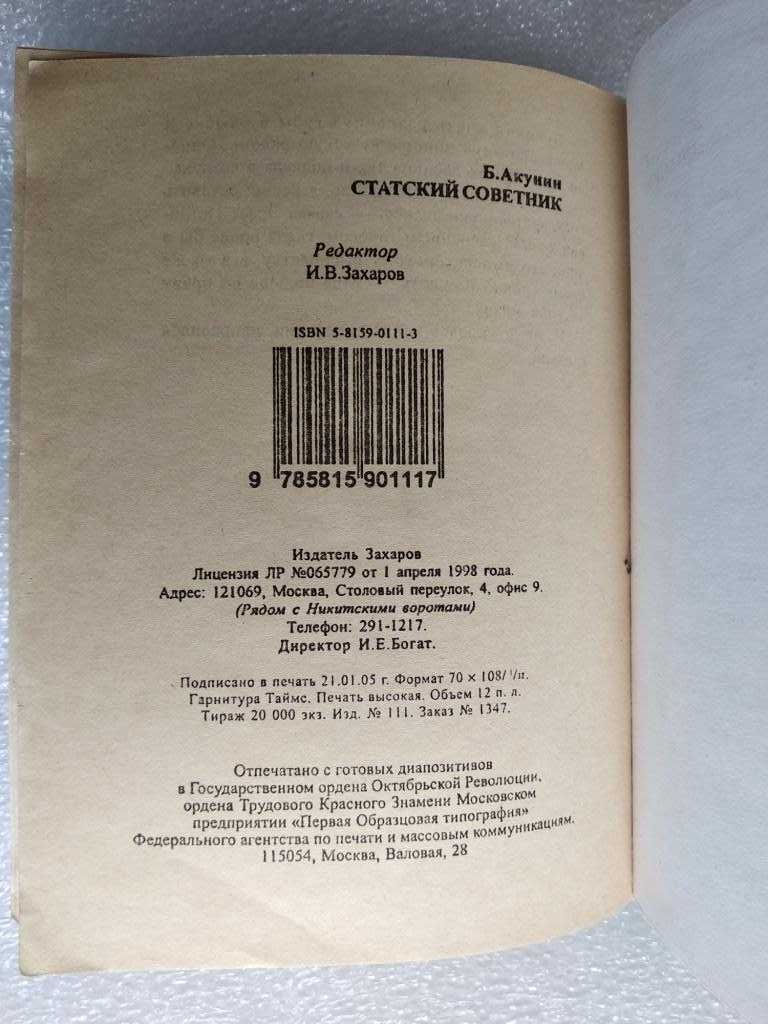 Б.Акунин
СТАТСКИЙ СОВЕТНИК
Редактор
И.В.Захаров
ISBN 5-8159-0111-3
9 785815 901117
Издатель Захаров
Лицензия ЛР №065779 от 1 апреля 1998 года.
Адрес: 121069, Москва, Столовый переулок, 4, офис 9.
(Рядом с Никитскими воротами)
Телефон: 291-1217.
Директор И.Е.Богат.
Подписано в печать 21.01.05 г. Формат 70 × 108/
Гарнитура Таймс. Печать высокая. Объем 12 п. л.
Тираж 20 000 экз. Изд. № 111. Заказ № 1347.
Отпечатано с готовых диапозитивов
в Государственном ордена Октябрьской Революции,
ордена Трудового Красного Знамени Московском
предприятии «Первая Образцовая типография»
Федерального агентства по печати и массовым коммуникациям.
115054, Москва, Валовая, 28